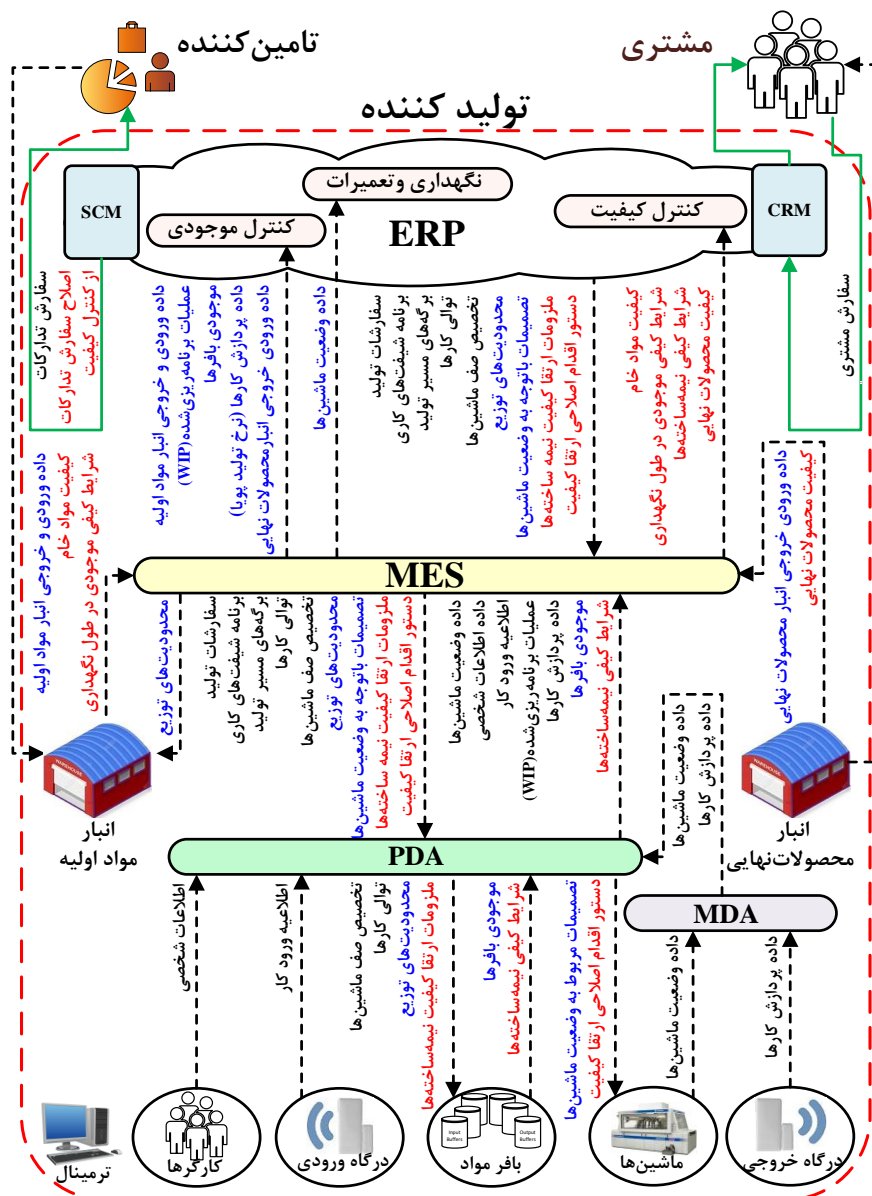 تامین‌کننده
مشتری
تولید کننده
SCM
نگهداری وتعمیرات
کنترل موجودی
ERP
کنترل کیفیت
CRM
سفارش تدارکات
اصلاح سفارش تدارکات
از کنترل کیفیت
داده ورودی و خروجی انبار مواد اولیه
عملیات برنامه‌ریزی‌شده(WIP)
موجودی بافرها
داده پردازش کارها (نرخ تولید پویا)
داده ورودی خروجی انبارمحصولات نهایی
داده وضعیت ماشین‌ها
سفارشات تولید
برنامه شیفت‌های کاری
برگه‌های مسیر تولید
توالی کارها
تخصیص صف ماشین‌ها
محدودیت‌های توزیع
تصمیمات باتوجه به وضعیت ماشین‌ها
ملزومات ارتقا کیفیت نیمه ساخته‌ها
دستور اقدام اصلاحی ارتقا کیفیت
کیفیت مواد خام
شرایط کیفی موجودی در طول نگهداری
شرایط کیفی نیمه‌ساخته‌ها
کیفیت محصولات نهایی
سفارش مشتری
داده ورودی و خروجی انبار مواد اولیه
کیفیت مواد خام
شرایط کیفی موجودی در طول نگهداری
داده ورودی خروجی انبار محصولات نهایی
کیفیت محصولات نهایی
MES
محدودیت‌های توزیع
سفارشات تولید
برنامه شیفت‌های کاری
برگه‌های مسیر تولید
توالی کارها
تخصیص صف ماشین‌ها
محدودیت‌های توزیع
تصمیمات باتوجه به وضعیت ماشین‌ها
ملزومات ارتقا کیفیت نیمه ساخته‌ها
دستور اقدام اصلاحی ارتقا کیفیت
داده وضعیت ماشین‌ها
داده اطلاعات شخصی
اطلاعیه ورود کار
عملیات برنامه‌ریزی‌شده(WIP)
داده پردازش کارها
موجودی بافرها
شرایط کیفی نیمه‌ساخته‌ها
داده وضعیت ماشین‌ها
داده پردازش کارها
WAREHOUSE
انبار
مواد اولیه
WAREHOUSE
انبار
محصولات‌نهایی
PDA
MDA
اطلاعات شخصی
اطلاعیه ورود کار
تخصیص صف ماشین‌ها
توالی کارها
محدودیت‌های توزیع
ملزومات ارتقا کیفیت نیمه‌ساخته‌ها
موجودی بافرها
شرایط کیفی نیمه‌ساخته‌ها
تصمیمات مربوط به وضعیت ماشین‌ها
دستور اقدام اصلاحی ارتقا کیفیت
داده وضعیت ماشین‌ها
داده پردازش کارها
ترمینال
کارگرها
درگاه ورودی
Input
Buffers
Output
Buffers
بافر مواد
ماشین‌ها
درگاه خروجی